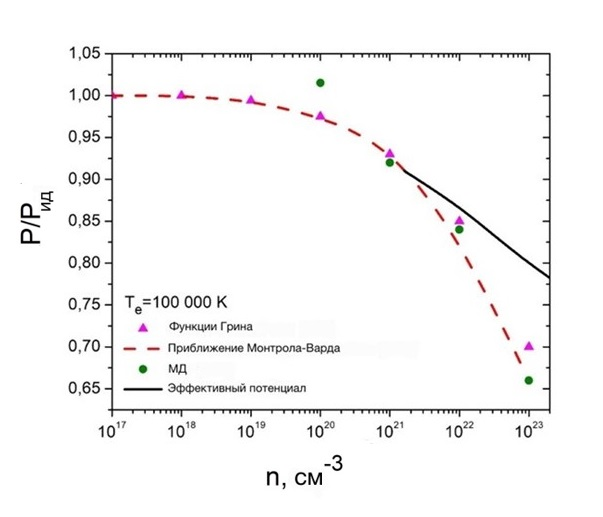 1,05
1,00
0,95
0,90
0,85
0,80
0,75
0,70
0,65
P/Pид
Te=100 000 K
Функции Грина
Приближение Монтрола-Варда
МД
Эффективный потенциал
10^17 10^18 10^19 10^20 10^21 10^22 10^23
n, см^-3